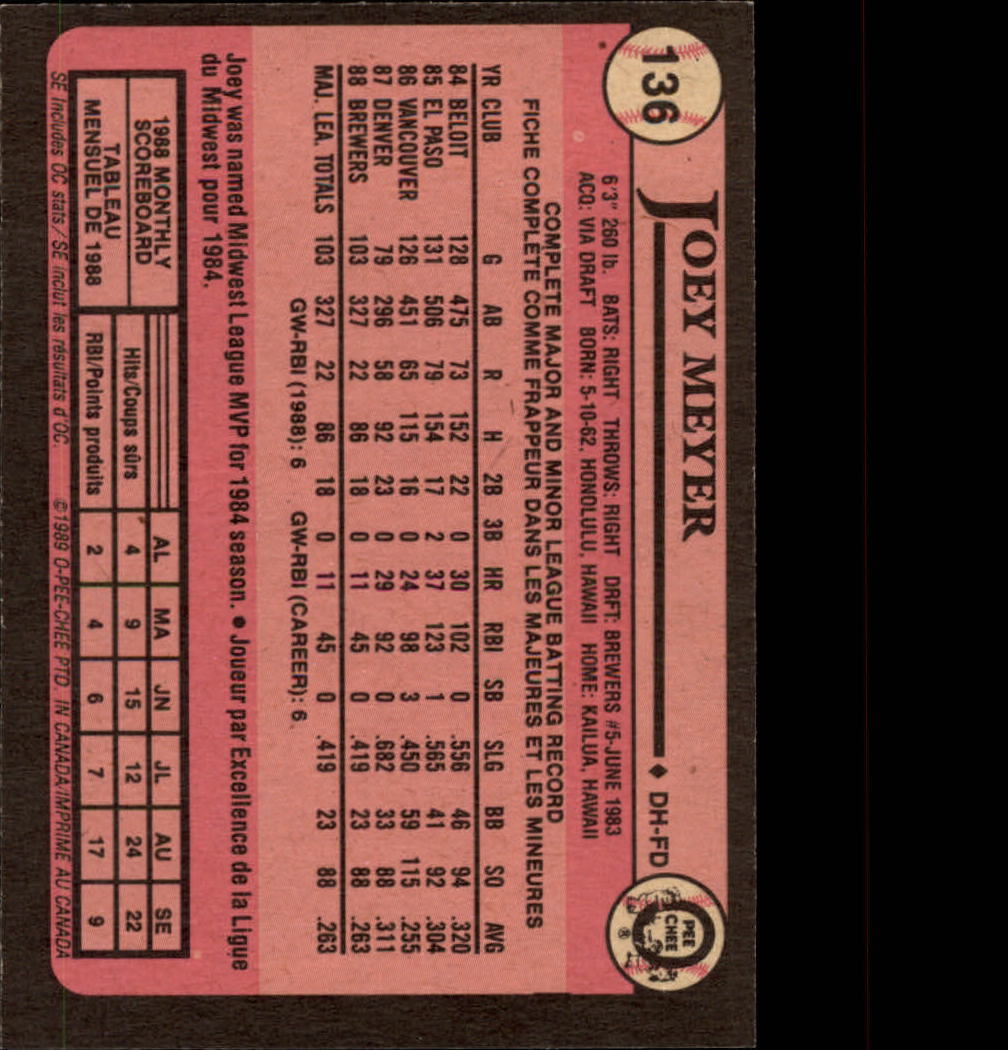 136
JOEY MEYER ♦ DH-FD
O PEE CHEE ®
6'3" 260 lb. BATS: RIGHT THROWS: RIGHT DRFT: BREWERS #5-JUNE 1983
ACQ: VIA DRAFT BORN: 5-10-62, HONOLULU, HAWAII HOME: KAILUA, HAWAII
COMPLETE MAJOR AND MINOR LEAGUE BATTING RECORD
FICHE COMPLÈTE COMME FRAPPEUR DANS LES MAJEURES ET LES MINEURES
YR CLUB G AB R H 2B 3B HR RBI SB SLG BB SO AVG
84 BELOIT 128 475 73 152 22 0 30 102 0 .556 46 94 .320
85 EL PASO 131 506 79 154 17 2 37 123 1 .565 41 92 .304
86 VANCOUVER 126 451 65 115 16 0 24 98 3 .450 59 115 .255
87 DENVER 79 296 58 92 23 0 29 92 0 .682 33 88 .311
88 BREWERS 103 327 22 86 18 0 11 45 0 .419 23 88 .263
MAJ. LEA. TOTALS 103 327 22 86 18 0 11 45 0 .419 23 88 .263
GW-RBI (1988): 6 GW-RBI (CAREER): 6
Joey was named Midwest League MVP for 1984 season. ● Joueur par Excellence de la Ligue
du Midwest pour 1984.
1988 MONTHLY
SCOREBOARD
TABLEAU
MENSUEL DE 1988
AL MA JN JL AU SE
Hits/Coups sûrs 4 9 15 12 24 22
RBI/Points produits 2 4 6 7 17 9
SE includes OC stats/SE inclut les résultats d'OC. ©1989 O-PEE-CHEE PTD. IN CANADA/IMPRIMÉ AU CANADA